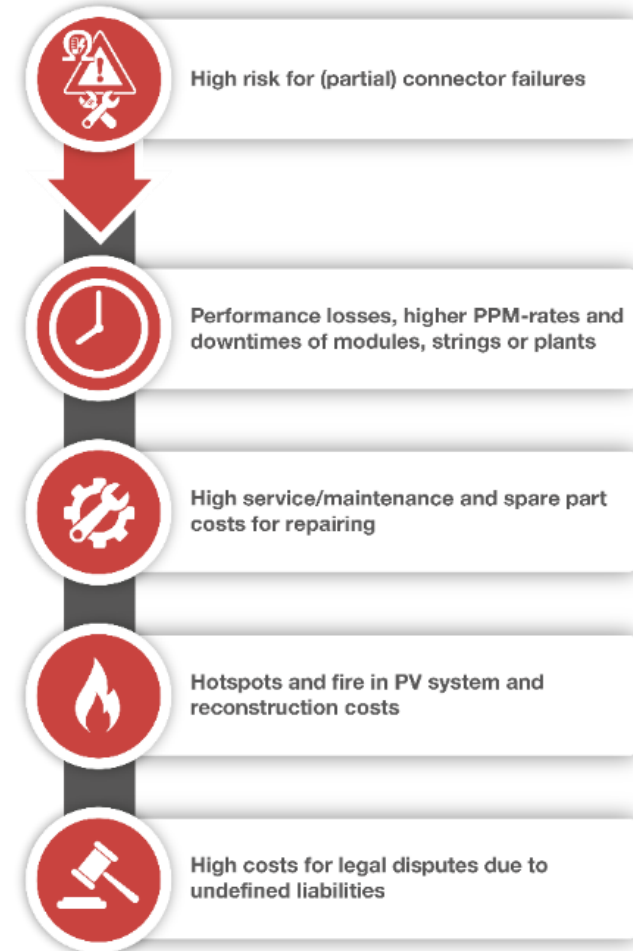 High risk for (partial) connector failures
Performance losses, higher PPM-rates and
downtimes of modules, strings or plants
High service/maintenance and spare part
costs for repairing
Hotspots and fire in PV system and
reconstruction costs
High costs for legal disputes due to
undefined liabilities